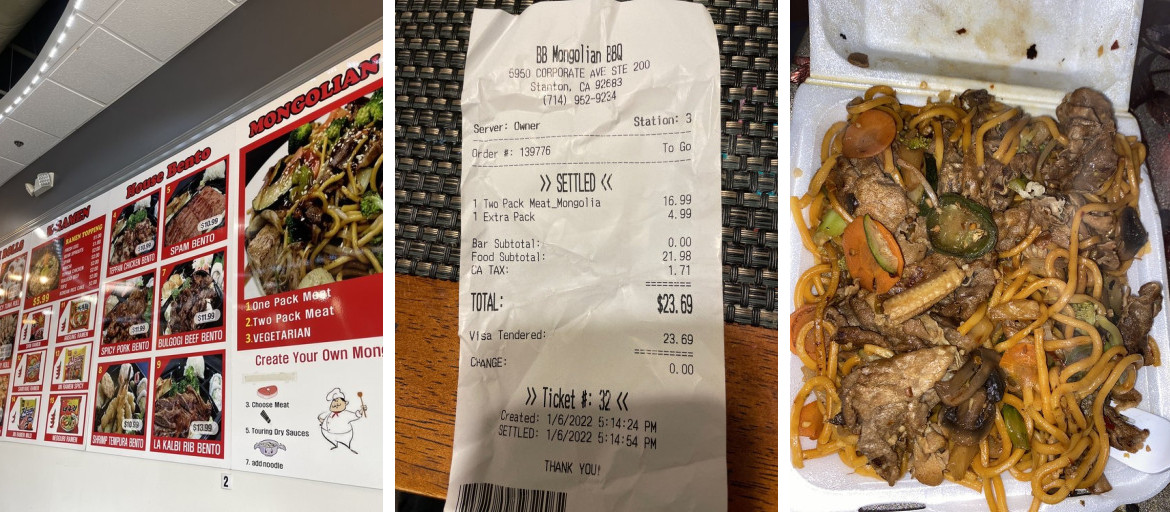 MONGOLIAN
House Bento
RAMEN TOPPING
$5.99
$10.99
TEPPAN CHICKEN BENTO
5
$10.99
SPAM BENTO
$11.99
SPICY PORK BENTO
7
$11.99
BULGOGI BEEF BENTO
8
$10.99
SHRIMP TEMPURA BENTO
9
$13.99
LA KALBI RIB BENTO
1.One Pack Meat
2.Two Pack Meat
3.VEGETARIAN
Create Your Own Mon
3. Choose Meat
5. Touring Dry Sauces
7. add noodle
2
BB Mongolian BBQ
5950 CORPORATE AVE STE 200
Stanton, CA 92683
(714) 952-9234
Server: Owner Station: 3
Order #: 139776 To Go
>> SETTLED <<
1 Two Pack Meat_Mongolia 16.99
1 Extra Pack 4.99
Bar Subtotal: 0.00
Food Subtotal: 21.98
CA TAX: 1.71
========
TOTAL: $23.69
Visa Tendered: 23.69
=========
CHANGE: 0.00
>> Ticket #: 32 <<
Created: 1/6/2022 5:14:24 PM
SETTLED: 1/6/2022 5:14:54 PM
THANK YOU!